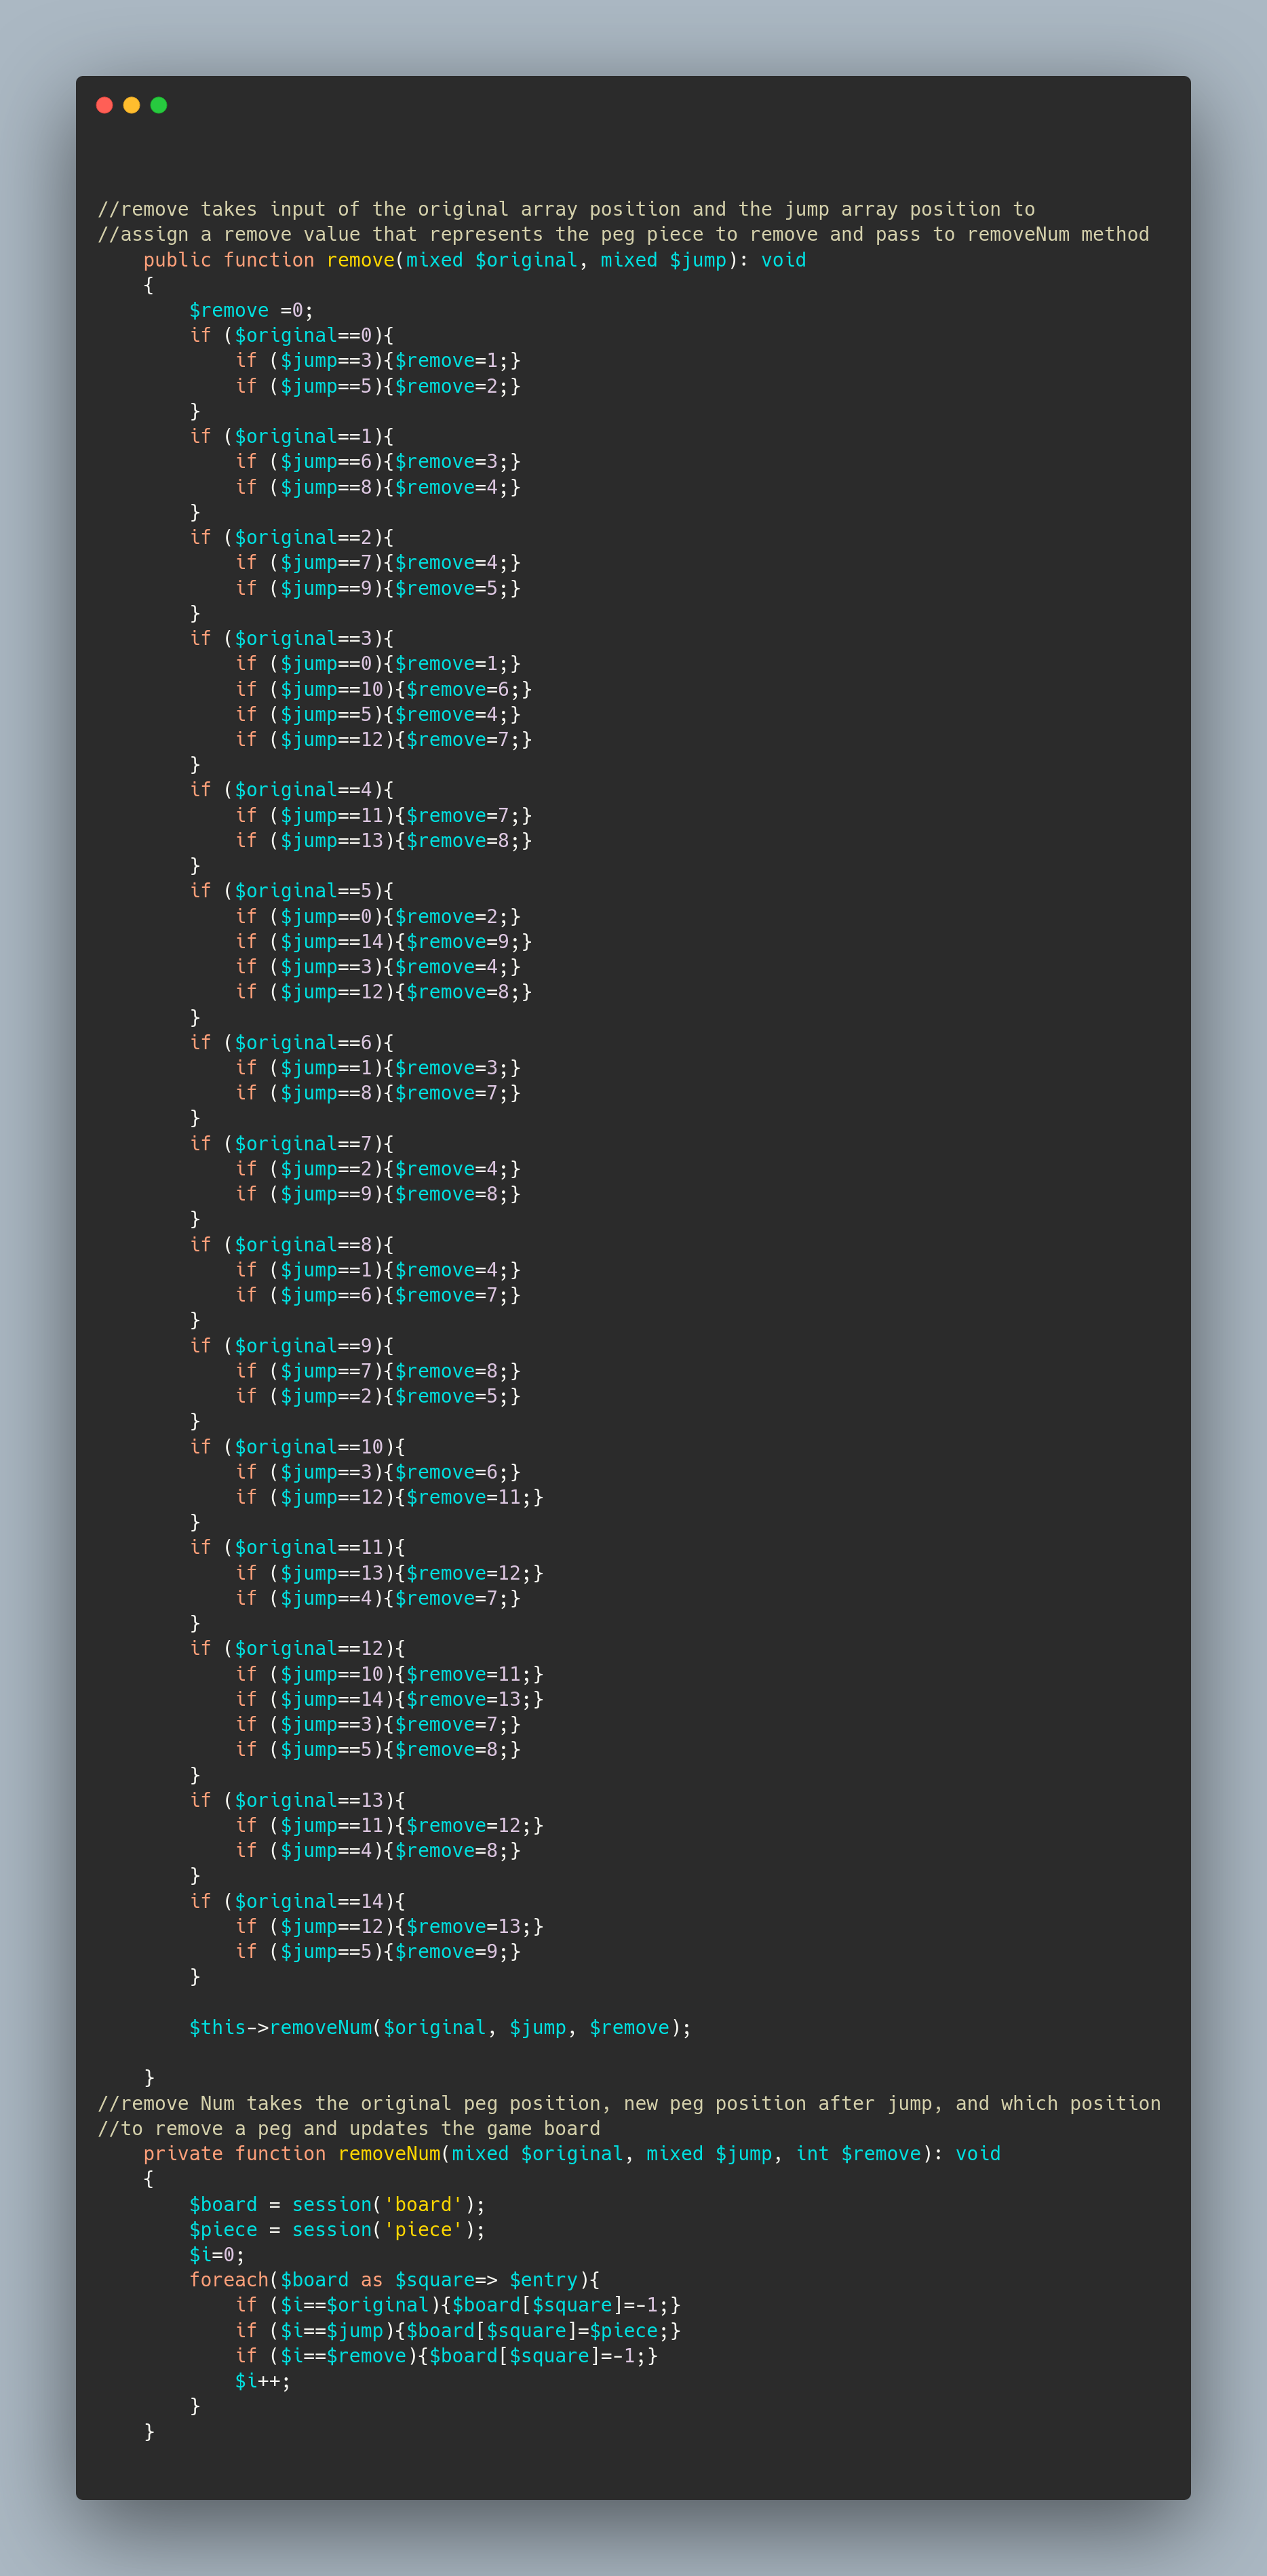 //remove takes input of the original array position and the jump array position to
//assign a remove value that represents the peg piece to remove and pass to removeNum method
    public function remove(mixed $original, mixed $jump): void
    {
        $remove =0;
        if ($original==0){
            if ($jump==3){$remove=1;}
            if ($jump==5){$remove=2;}
        }
        if ($original==1){
            if ($jump==6){$remove=3;}
            if ($jump==8){$remove=4;}
        }
        if ($original==2){
            if ($jump==7){$remove=4;}
            if ($jump==9){$remove=5;}
        }
        if ($original==3){
            if ($jump==0){$remove=1;}
            if ($jump==10){$remove=6;}
            if ($jump==5){$remove=4;}
            if ($jump==12){$remove=7;}
        }
        if ($original==4){
            if ($jump==11){$remove=7;}
            if ($jump==13){$remove=8;}
        }
        if ($original==5){
            if ($jump==0){$remove=2;}
            if ($jump==14){$remove=9;}
            if ($jump==3){$remove=4;}
            if ($jump==12){$remove=8;}
        }
        if ($original==6){
            if ($jump==1){$remove=3;}
            if ($jump==8){$remove=7;}
        }
        if ($original==7){
            if ($jump==2){$remove=4;}
            if ($jump==9){$remove=8;}
        }
        if ($original==8){
            if ($jump==1){$remove=4;}
            if ($jump==6){$remove=7;}
        }
        if ($original==9){
            if ($jump==7){$remove=8;}
            if ($jump==2){$remove=5;}
        }
        if ($original==10){
            if ($jump==3){$remove=6;}
            if ($jump==12){$remove=11;}
        }
        if ($original==11){
            if ($jump==13){$remove=12;}
            if ($jump==4){$remove=7;}
        }
        if ($original==12){
            if ($jump==10){$remove=11;}
            if ($jump==14){$remove=13;}
            if ($jump==3){$remove=7;}
            if ($jump==5){$remove=8;}
        }
        if ($original==13){
            if ($jump==11){$remove=12;}
            if ($jump==4){$remove=8;}
        }
        if ($original==14){
            if ($jump==12){$remove=13;}
            if ($jump==5){$remove=9;}
        }

        $this->removeNum($original, $jump, $remove);

    }
//remove Num takes the original peg position, new peg position after jump, and which position
//to remove a peg and updates the game board
    private function removeNum(mixed $original, mixed $jump, int $remove): void
    {
        $board = session('board');
        $piece = session('piece');
        $i=0;
        foreach($board as $square=> $entry){
            if ($i==$original){$board[$square]=-1;}
            if ($i==$jump){$board[$square]=$piece;}
            if ($i==$remove){$board[$square]=-1;}
            $i++;
        }
    }